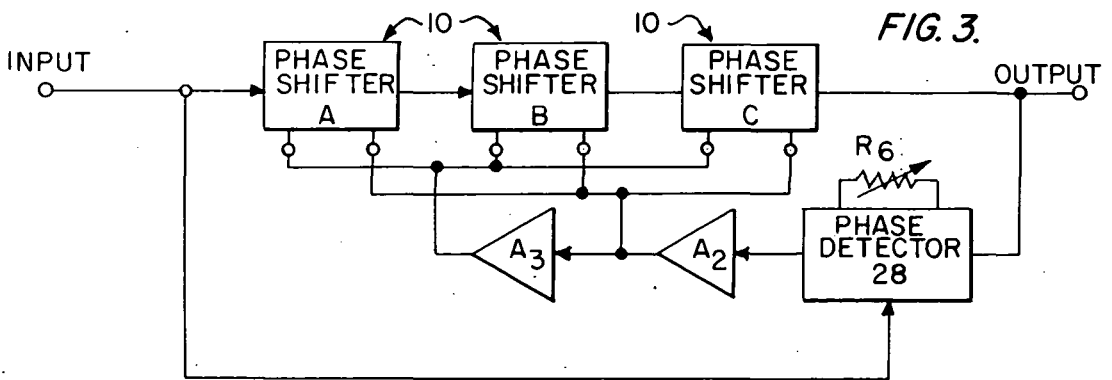 FIG. 3.
10
10
INPUT
PHASE
SHIFTER
A
PHASE
SHIFTER
B
PHASE
SHIFTER
C
OUTPUT
R6
A3
A2
PHASE
DETECTOR
28